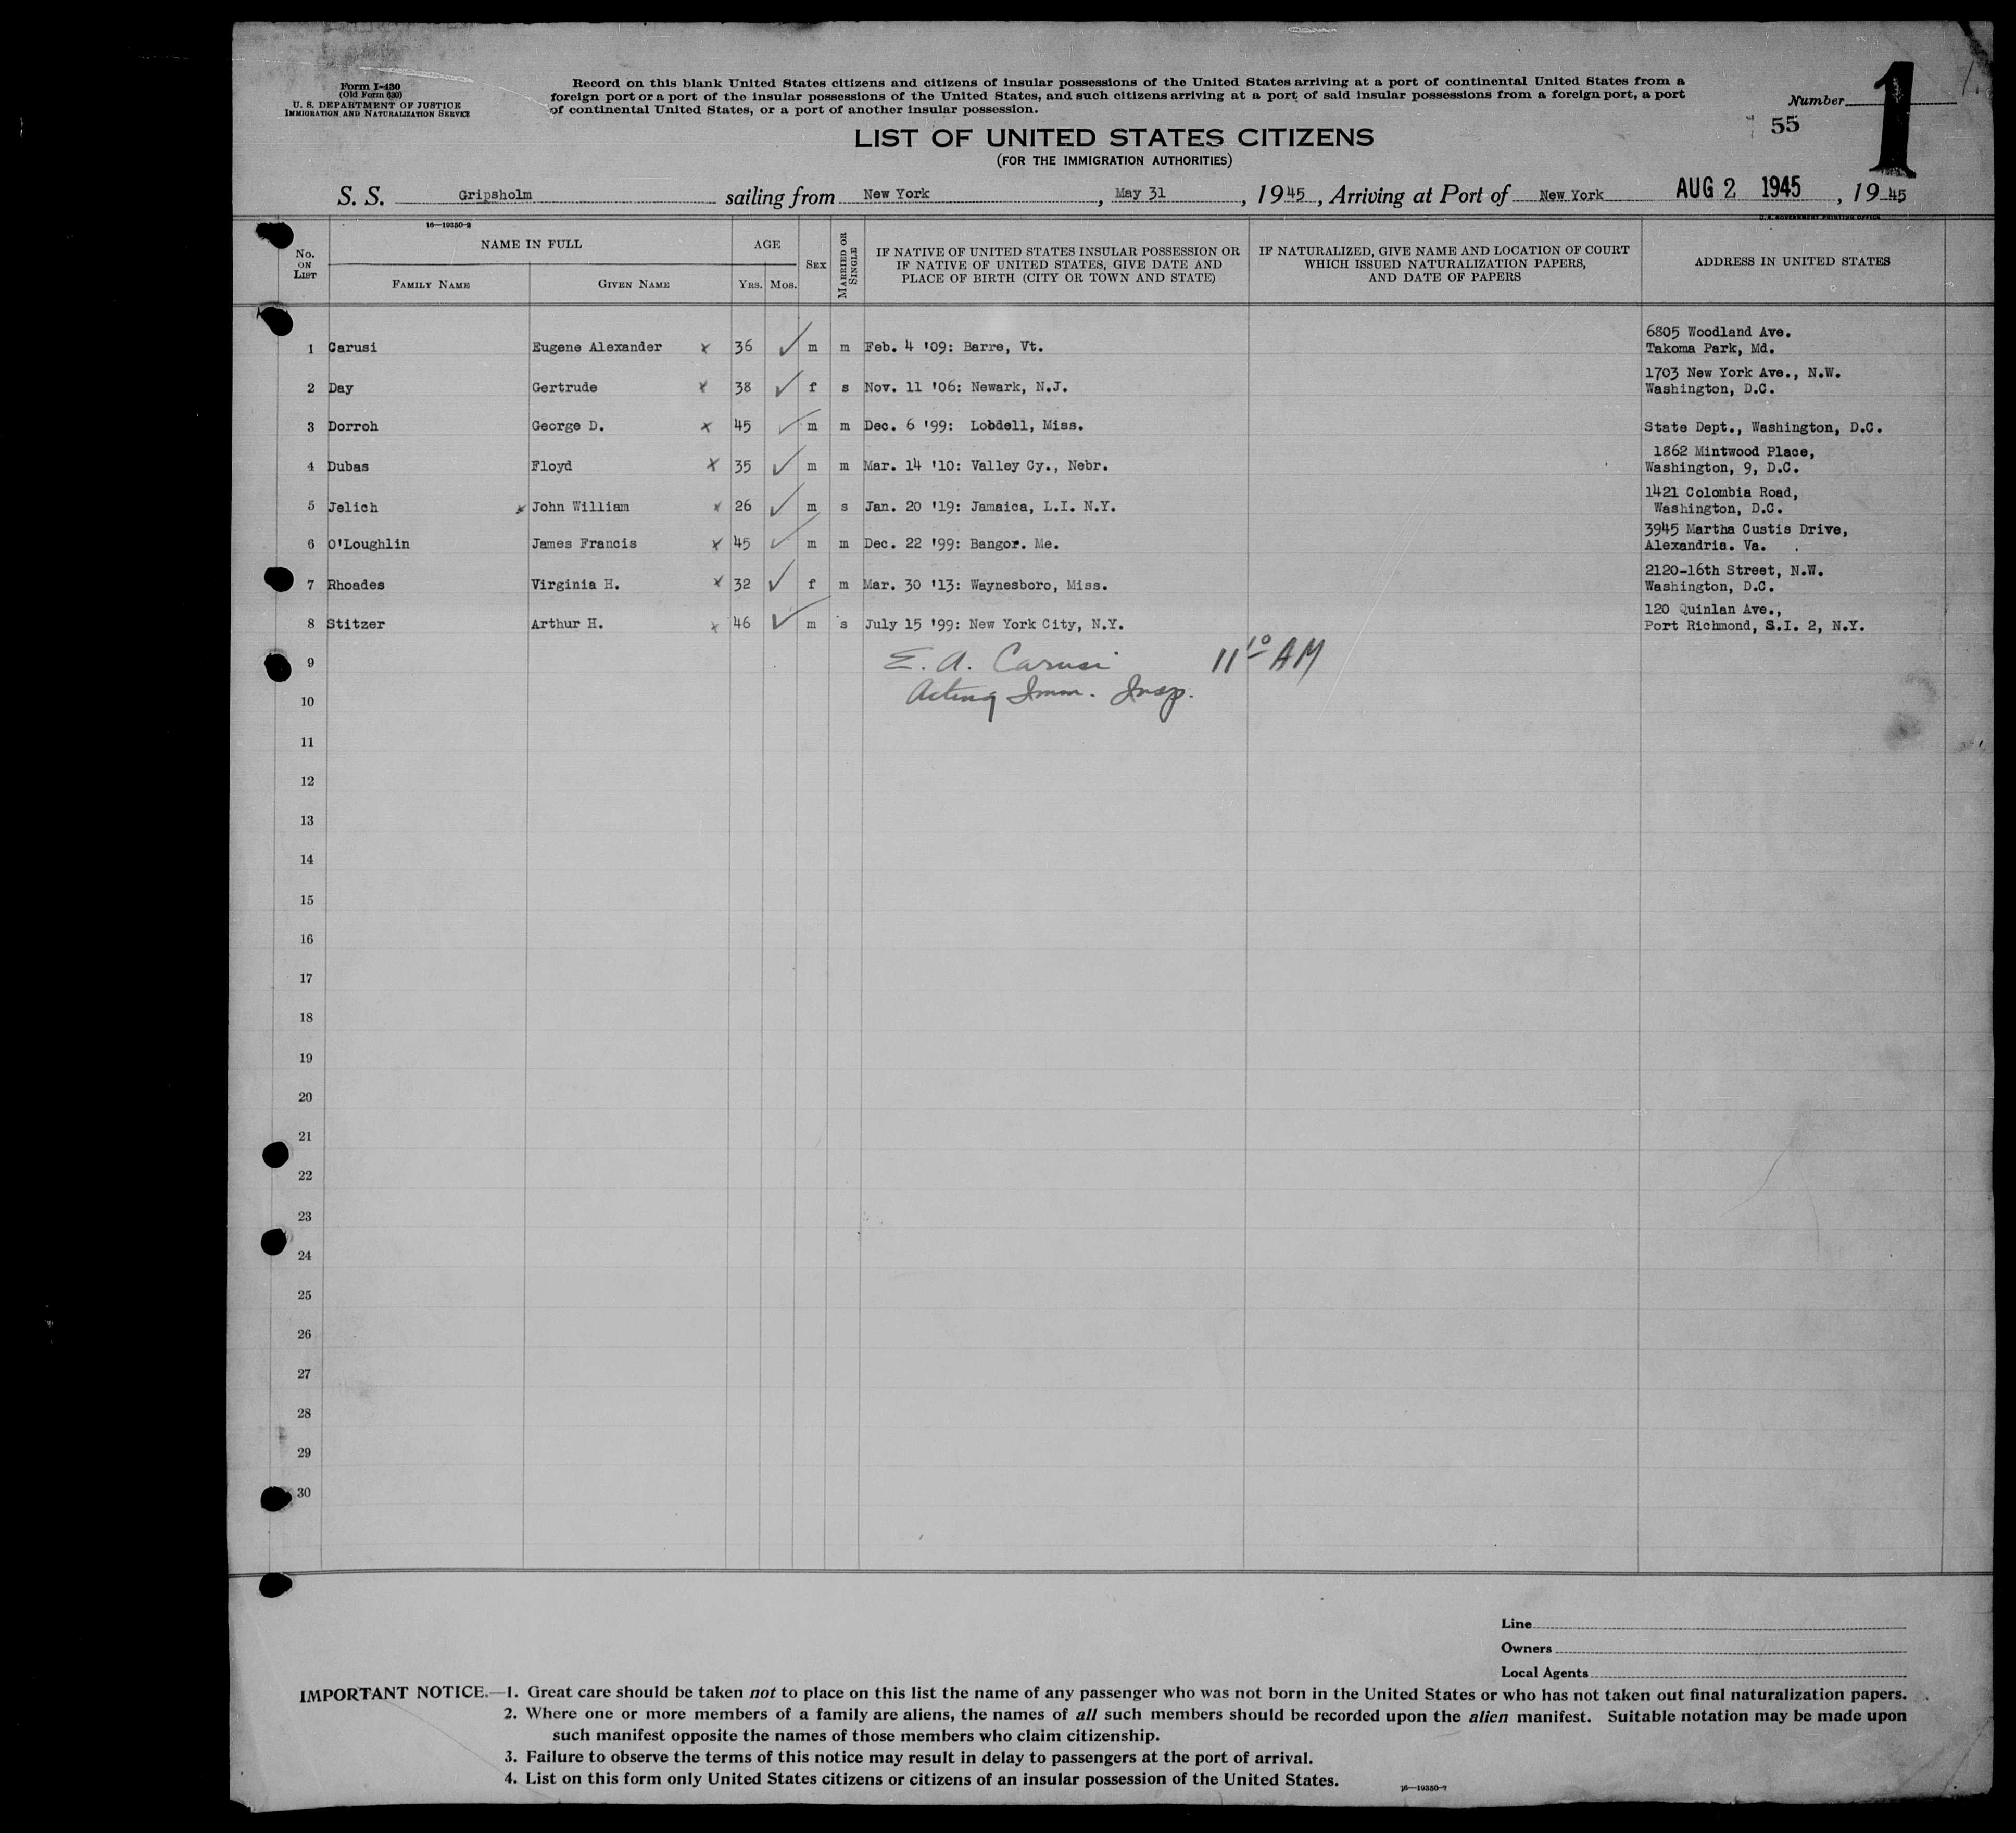 Form I-430
(Old Form 630)
U. S. DEPARTMENT OF JUSTICE
IMMIGRATION AND NATURALIZATION SERVICE
Record on this blank United States citizens and citizens of insular possessions of the United States arriving at a port of continental United States from a
foreign port or a port of the insular possessions of the United States, and such citizens arriving at a port of said insular possessions from a foreign port, a port
of continental United States, or a port of another insular possession.
Number 1
55
LIST OF UNITED STATES CITIZENS
(FOR THE IMMIGRATION AUTHORITIES)
S. S. Gripsholm sailing from New York, May 31, 1945, Arriving at Port of New York AUG 2 1945, 1945
16—19350-2
U. S. GOVERNMENT PRINTING OFFICE
No. ON LIST
NAME IN FULL
FAMILY NAME
GIVEN NAME
AGE
YRS. MOS.
SEX
MARRIED OR SINGLE
IF NATIVE OF UNITED STATES INSULAR POSSESSION OR
IF NATIVE OF UNITED STATES, GIVE DATE AND
PLACE OF BIRTH (CITY OR TOWN AND STATE)
IF NATURALIZED, GIVE NAME AND LOCATION OF COURT
WHICH ISSUED NATURALIZATION PAPERS,
AND DATE OF PAPERS
ADDRESS IN UNITED STATES
1 Carusi Eugene Alexander x 36 ✓ m m Feb. 4 '09: Barre, Vt. 6805 Woodland Ave.
Takoma Park, Md.
2 Day Gertrude x 38 ✓ f s Nov. 11 '06: Newark, N.J. 1703 New York Ave., N.W.
Washington, D.C.
3 Dorroh George D. x 45 ✓ m m Dec. 6 '99: Lobdell, Miss. State Dept., Washington, D.C.
4 Dubas Floyd x 35 ✓ m m Mar. 14 '10: Valley Cy., Nebr. 1862 Mintwood Place,
Washington, 9, D.C.
5 Jelich x John William x 26 ✓ m s Jan. 20 '19: Jamaica, L.I. N.Y. 1421 Colombia Road,
Washington, D.C.
6 O'Loughlin James Francis x 45 ✓ m m Dec. 22 '99: Bangor. Me. 3945 Martha Custis Drive,
Alexandria. Va.
7 Rhoades Virginia H. x 32 ✓ f m Mar. 30 '13: Waynesboro, Miss. 2120-16th Street, N.W.
Washington, D.C.
8 Stitzer Arthur H. x 46 ✓ m s July 15 '99: New York City, N.Y. 120 Quinlan Ave.,
Port Richmond, S.I. 2, N.Y.
9 E. A. Carusi 11 10 AM
10 Acting Imm. Insp.
11
12
13
14
15
16
17
18
19
20
21
22
23
24
25
26
27
28
29
30
Line
Owners
Local Agents
IMPORTANT NOTICE.—1. Great care should be taken not to place on this list the name of any passenger who was not born in the United States or who has not taken out final naturalization papers.
2. Where one or more members of a family are aliens, the names of all such members should be recorded upon the alien manifest. Suitable notation may be made upon
such manifest opposite the names of those members who claim citizenship.
3. Failure to observe the terms of this notice may result in delay to passengers at the port of arrival.
4. List on this form only United States citizens or citizens of an insular possession of the United States.
16—19350-2